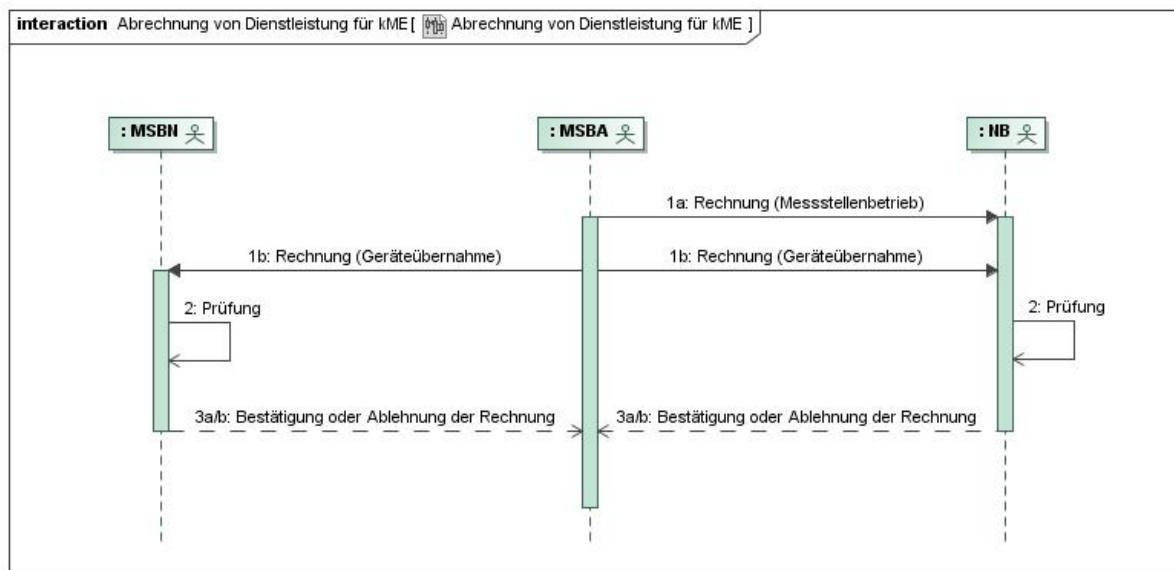 interaction Abrechnung von Dienstleistung für kME [ Abrechnung von Dienstleistung für kME ]
: MSBN : MSBA : NB
1a: Rechnung (Messstellenbetrieb)
1b: Rechnung (Geräteübernahme) 1b: Rechnung (Geräteübernahme)
2: Prüfung 2: Prüfung
3a/b: Bestätigung oder Ablehnung der Rechnung 3a/b: Bestätigung oder Ablehnung der Rechnung